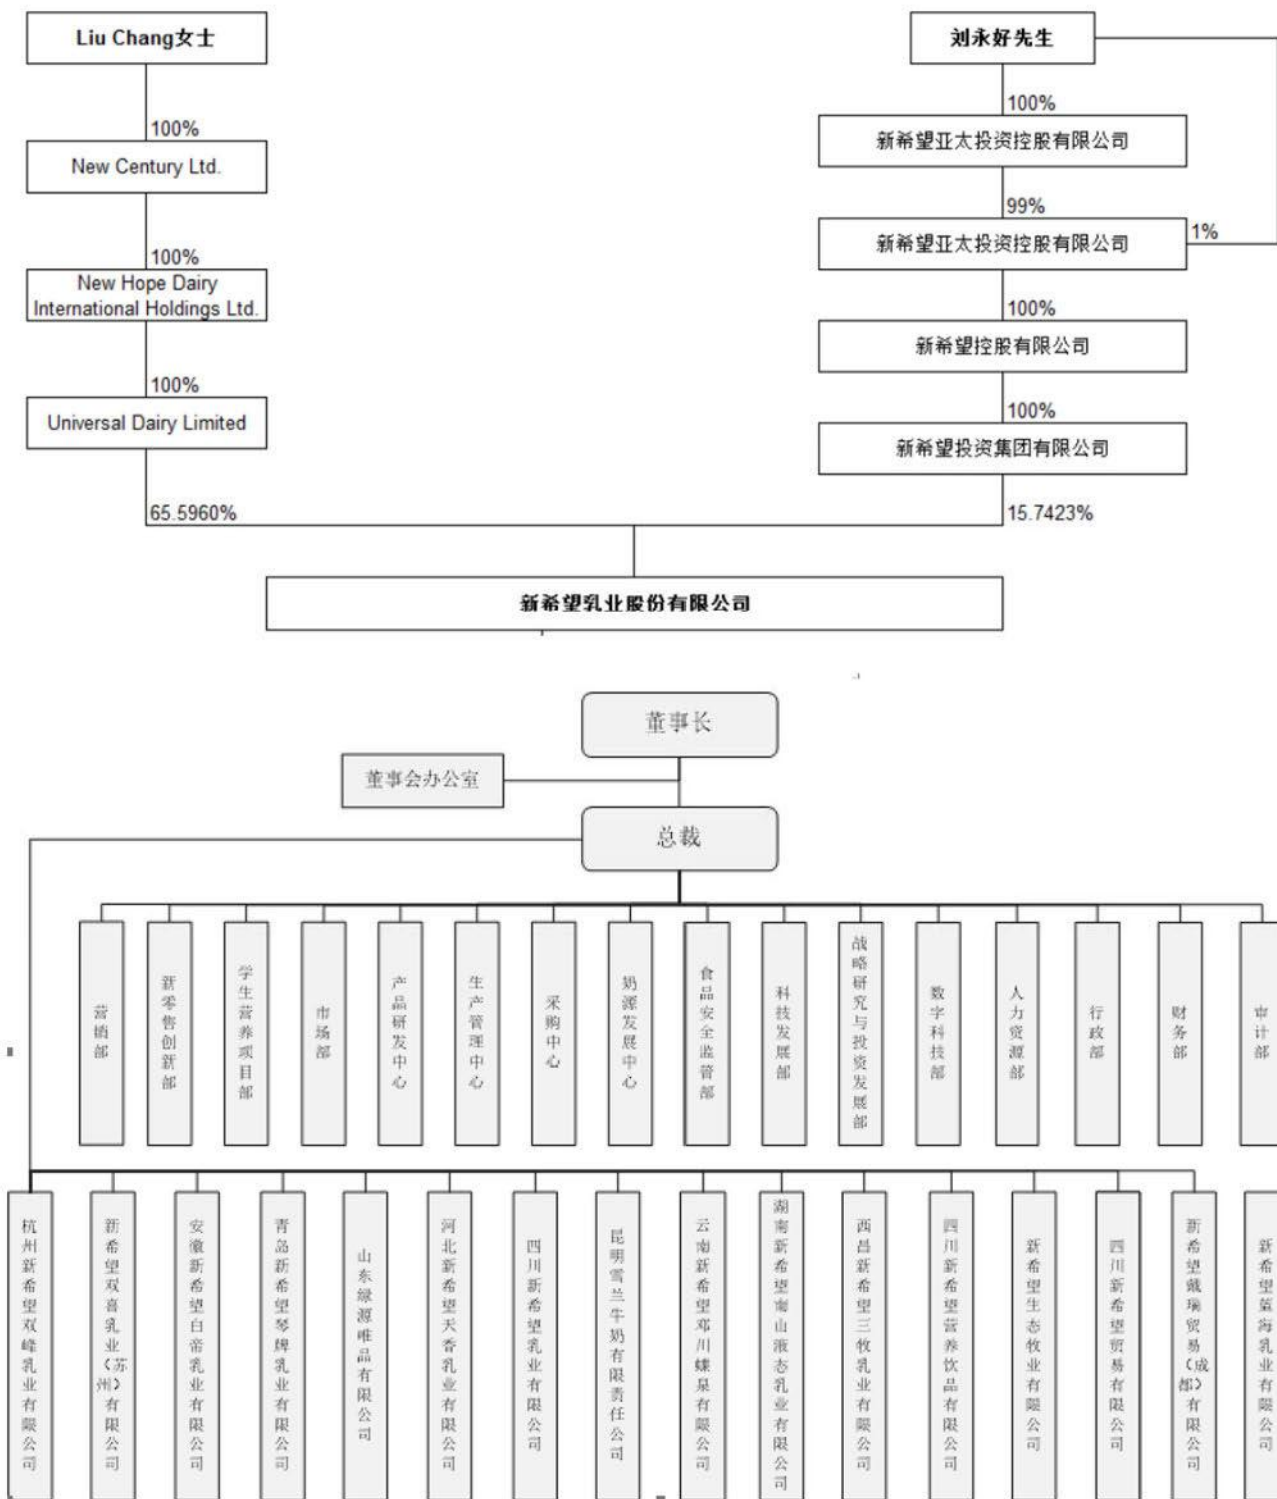 Liu Chang女士
刘永好先生
100%
100%
New Century Ltd.
新希望亚太投资控股有限公司
99%
1%
100%
新希望亚太投资控股有限公司
New Hope Dairy
International Holdings Ltd.
100%
新希望控股有限公司
100%
100%
Universal Dairy Limited
新希望投资集团有限公司
65.5960%
15.7423%
新希望乳业股份有限公司
董事长
董事会办公室
总裁
营销部
新零售创新部
学生营养项目部
市场部
产品研发中心
生产管理中心
采购中心
奶源发展中心
食品安全监管部
科技发展部
战略研究与投资发展部
数字科技部
人力资源部
行政部
财务部
审计部
杭州新希望双峰乳业有限公司
新希望双喜乳业（苏州）有限公司
安徽新希望白帝乳业有限公司
青岛新希望琴牌乳业有限公司
山东绿源唯品有限公司
河北新希望天香乳业有限公司
四川新希望乳业有限公司
昆明雪兰牛奶有限责任公司
云南新希望邓川蝶泉有限公司
湖南新希望南山液态乳业有限公司
西昌新希望三牧乳业有限公司
四川新希望营养饮品有限公司
新希望生态牧业有限公司
四川新希望贸易有限公司
新希望戴瑞贸易（成都）有限公司
新希望蓝海乳业有限公司